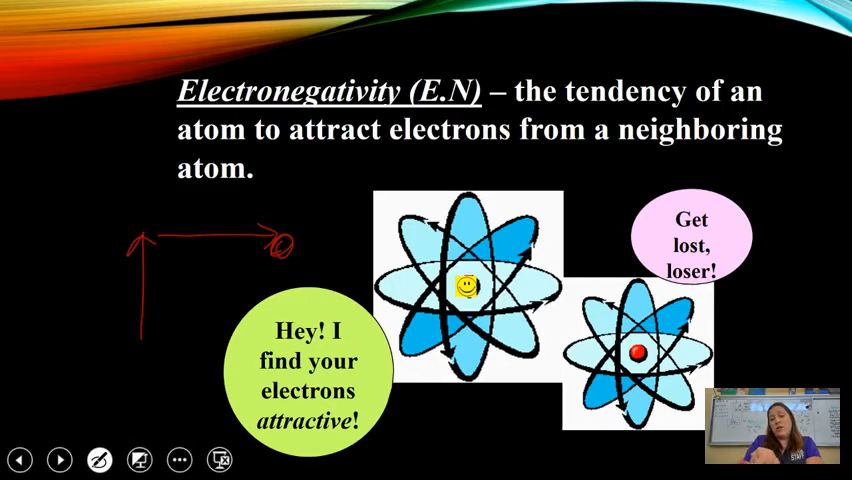 Electronegativity (E.N) – the tendency of an
atom to attract electrons from a neighboring
atom.
Get
lost,
loser!
Hey! I
find your
electrons
attractive!
STAFF